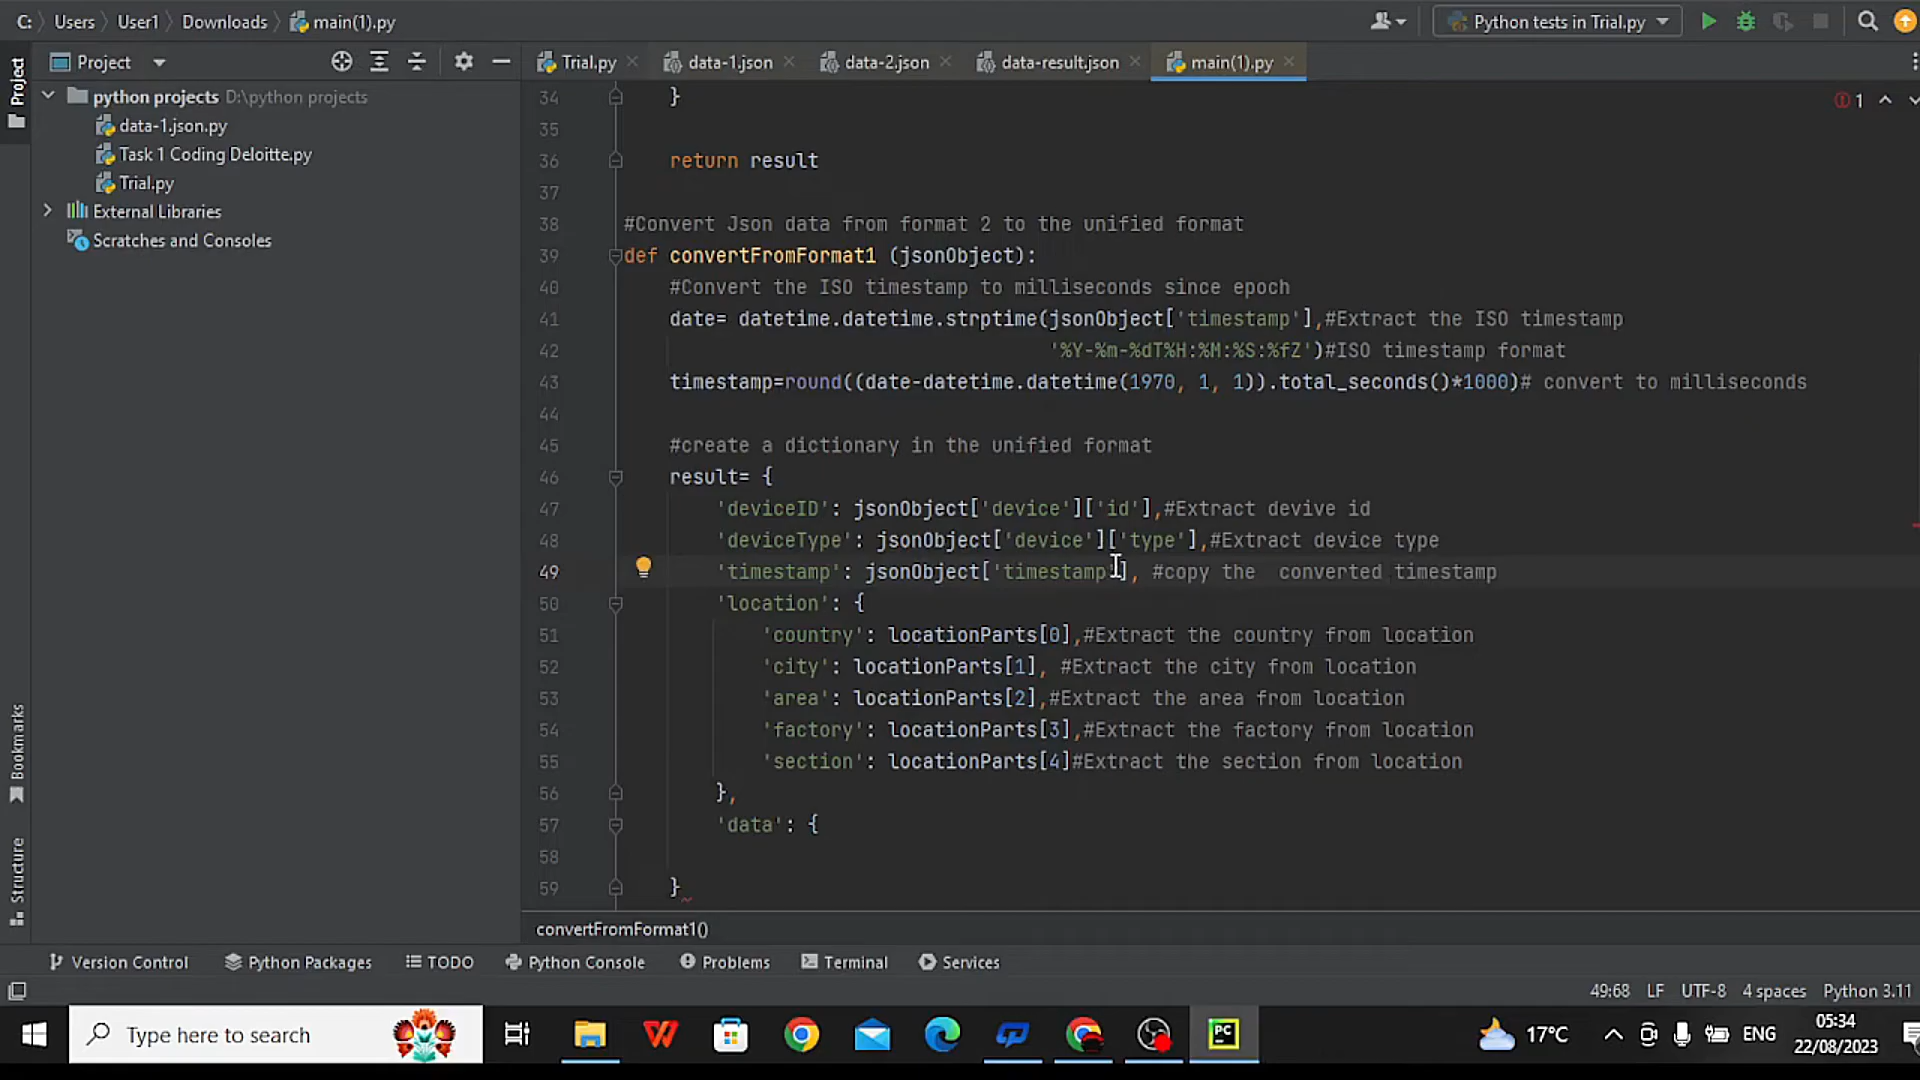 C: Users User1 Downloads main(1).py Python tests in Trial.py
Project
Project Trial.py data-1.json data-2.json data-result.json main(1).py
python projects D:\python projects
data-1.json.py
Task 1 Coding Deloitte.py
Trial.py
External Libraries
Scratches and Consoles
1
34 }
35
36 return result
37
38 #Convert Json data from format 2 to the unified format
39 def convertFromFormat1 (jsonObject):
40 #Convert the ISO timestamp to milliseconds since epoch
41 date= datetime.datetime.strptime(jsonObject['timestamp'],#Extract the ISO timestamp
42 '%Y-%m-%dT%H:%M:%S:%fZ')#ISO timestamp format
43 timestamp=round((date-datetime.datetime(1970, 1, 1)).total_seconds()*1000)# convert to milliseconds
44
45 #create a dictionary in the unified format
46 result= {
47 'deviceID': jsonObject['device']['id'],#Extract devive id
48 'deviceType': jsonObject['device']['type'],#Extract device type
49 'timestamp': jsonObject['timestamp'], #copy the  converted timestamp
50 'location': {
51 'country': locationParts[0],#Extract the country from location
52 'city': locationParts[1], #Extract the city from location
53 'area': locationParts[2],#Extract the area from location
54 'factory': locationParts[3],#Extract the factory from location
55 'section': locationParts[4]#Extract the section from location
56 },
57 'data': {
58
59 }
Bookmarks
Structure
convertFromFormat1()
Version Control Python Packages TODO Python Console Problems Terminal Services
49:68 LF UTF-8 4 spaces Python 3.11
Type here to search
W
PC
17°C ENG
05:34
22/08/2023